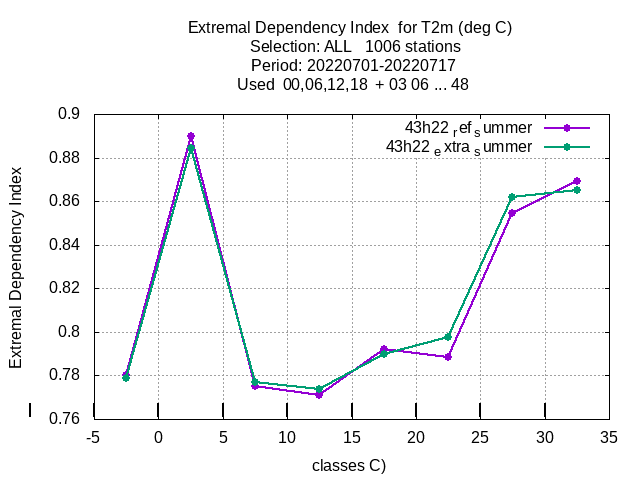 Extremal Dependency Index  for T2m (deg C)
Selection: ALL   1006 stations
Period: 20220701-20220717
Used  00,06,12,18  + 03 06 ... 48
0.9
0.88
0.86
0.84
0.82
0.8
0.78
0.76
Extremal Dependency Index
43h22 ref summer
43h22 extra summer
-5 0 5 10 15 20 25 30 35
classes C)